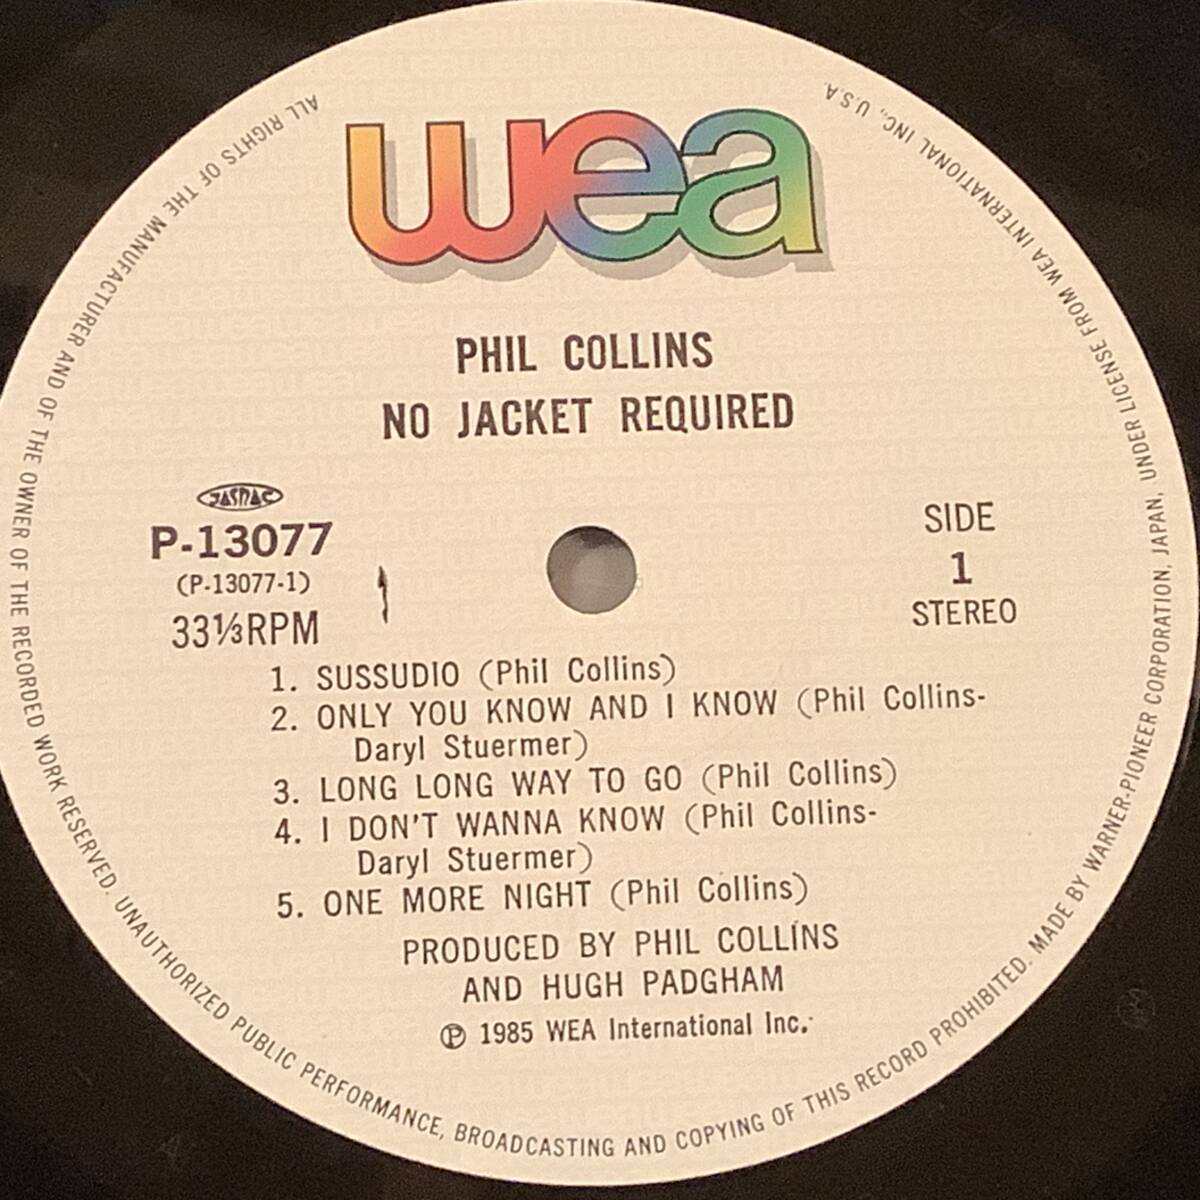 wea
PHIL COLLINS
NO JACKET REQUIRED
JASRAC
P-13077
(P-13077-1)
33⅓RPM
SIDE
1
STEREO
1. SUSSUDIO (Phil Collins)
2. ONLY YOU KNOW AND I KNOW (Phil Collins-
Daryl Stuermer)
3. LONG LONG WAY TO GO (Phil Collins)
4. I DON'T WANNA KNOW (Phil Collins-
Daryl Stuermer)
5. ONE MORE NIGHT (Phil Collins)
PRODUCED BY PHIL COLLINS
AND HUGH PADGHAM
℗ 1985 WEA International Inc.
ALL RIGHTS OF THE MANUFACTURER AND OF THE OWNER OF THE RECORDED WORK RESERVED. UNAUTHORIZED PUBLIC PERFORMANCE, BROADCASTING AND COPYING OF THIS RECORD PROHIBITED. MADE BY WARNER-PIONEER CORPORATION, JAPAN, UNDER LICENSE FROM WEA INTERNATIONAL INC., U.S.A.